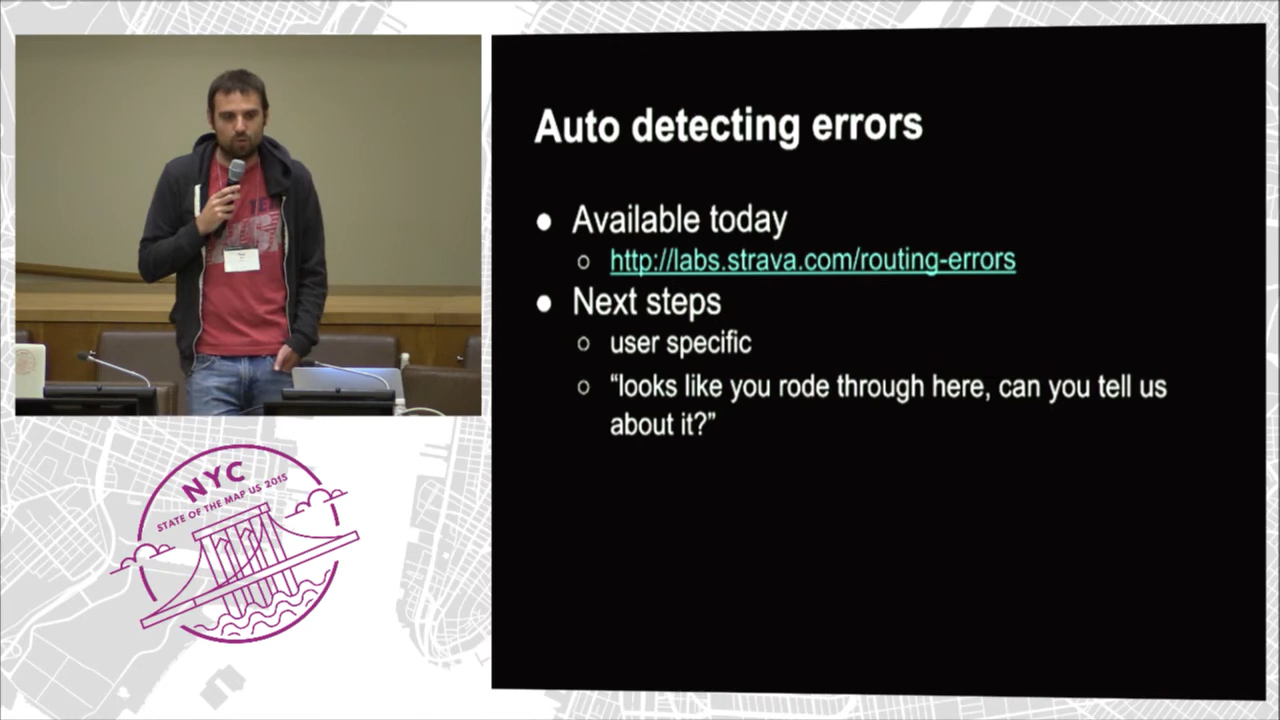 Auto detecting errors
● Available today
○ http://labs.strava.com/routing-errors
● Next steps
○ user specific
○ “looks like you rode through here, can you tell us
about it?”
NYC
STATE OF THE MAP US 2015